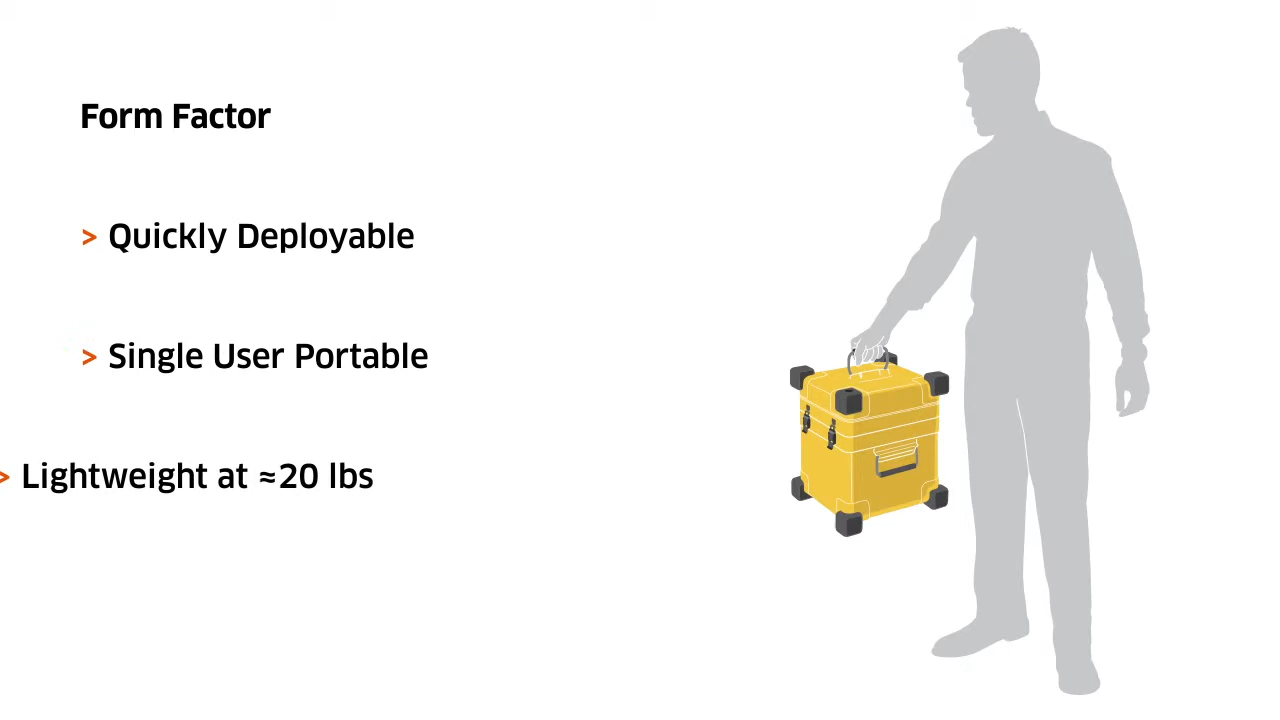 Form Factor
> Quickly Deployable
> Single User Portable
> Lightweight at ≈20 lbs